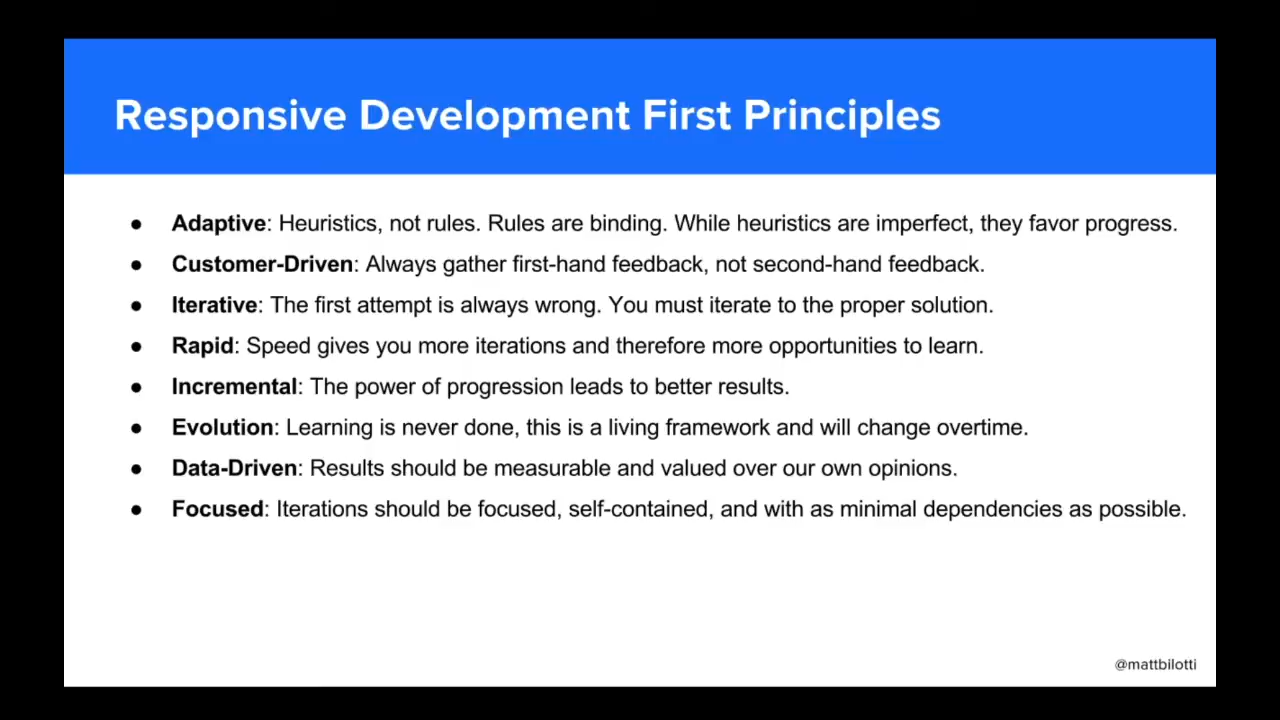 Responsive Development First Principles
● Adaptive: Heuristics, not rules. Rules are binding. While heuristics are imperfect, they favor progress.
● Customer-Driven: Always gather first-hand feedback, not second-hand feedback.
● Iterative: The first attempt is always wrong. You must iterate to the proper solution.
● Rapid: Speed gives you more iterations and therefore more opportunities to learn.
● Incremental: The power of progression leads to better results.
● Evolution: Learning is never done, this is a living framework and will change overtime.
● Data-Driven: Results should be measurable and valued over our own opinions.
● Focused: Iterations should be focused, self-contained, and with as minimal dependencies as possible.
@mattbilotti